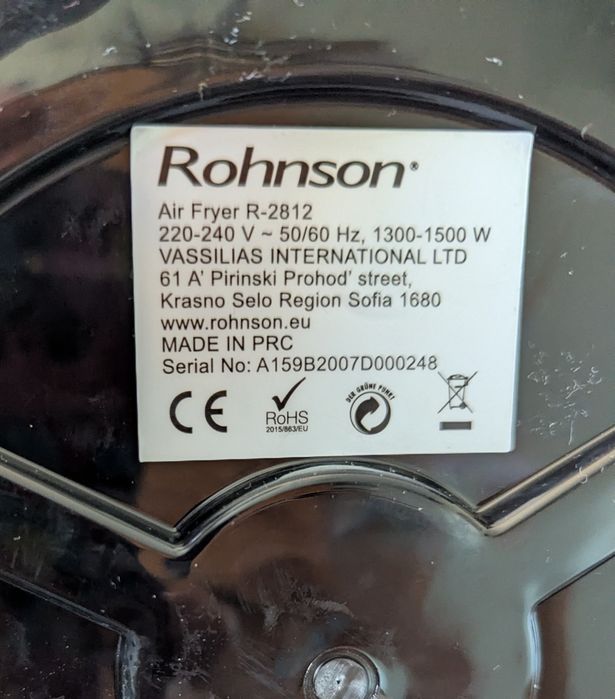 Rohnson®
Air Fryer R-2812
220-240 V ~ 50/60 Hz, 1300-1500 W
VASSILIAS INTERNATIONAL LTD
61 A' Pirinski Prohod' street,
Krasno Selo Region Sofia 1680
www.rohnson.eu
MADE IN PRC
Serial No: A159B2007D000248
CE
RoHS
2015/863/EU
DER GRÜNE PUNKT